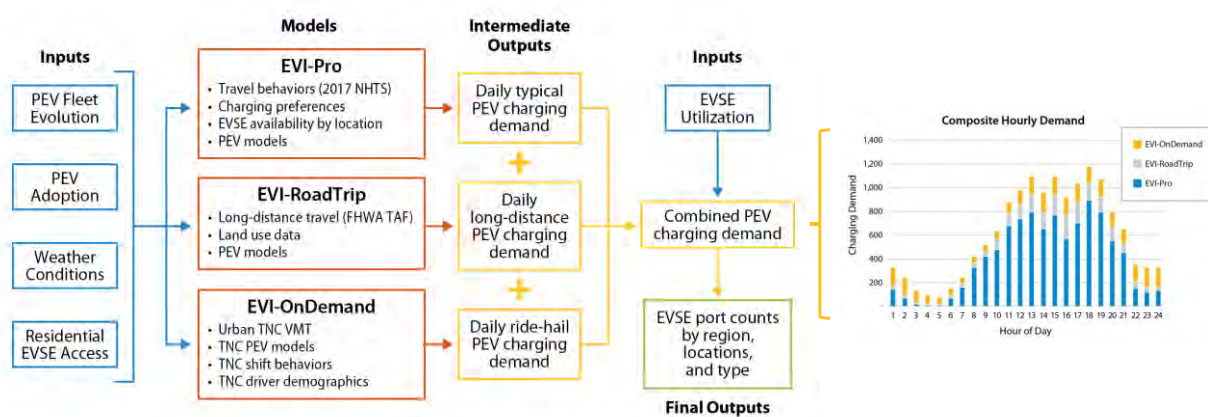 Inputs
PEV Fleet
Evolution
PEV
Adoption
Weather
Conditions
Residential
EVSE Access
Models
EVI-Pro
• Travel behaviors (2017 NHTS)
• Charging preferences
• EVSE availability by location
• PEV models
EVI-RoadTrip
• Long-distance travel (FHWA TAF)
• Land use data
• PEV models
EVI-OnDemand
• Urban TNC VMT
• TNC PEV models
• TNC shift behaviors
• TNC driver demographics
Intermediate
Outputs
Daily typical
PEV charging
demand
+
Daily
long-distance
PEV charging
demand
+
Daily ride-hail
PEV charging
demand
Inputs
EVSE
Utilization
Combined PEV
charging demand
EVSE port counts
by region,
locations,
and type
Final Outputs
Composite Hourly Demand
EVI-OnDemand
EVI-RoadTrip
EVI-Pro
Charging Demand
1,400
1,200
1,000
800
600
400
200
-
1 2 3 4 5 6 7 8 9 10 11 12 13 14 15 16 17 18 19 20 21 22 23 24
Hour of Day